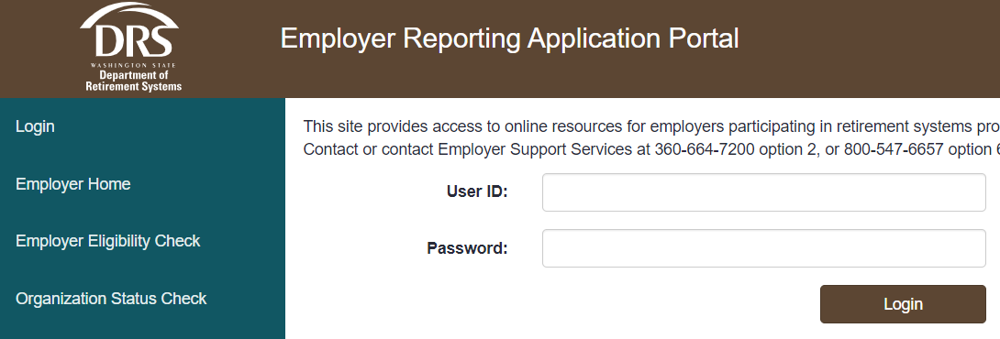 DRS
WASHINGTON STATE
Department of
Retirement Systems
Employer Reporting Application Portal
Login
Employer Home
Employer Eligibility Check
Organization Status Check
This site provides access to online resources for employers participating in retirement systems pro
Contact or contact Employer Support Services at 360-664-7200 option 2, or 800-547-6657 option
User ID:
Password:
Login